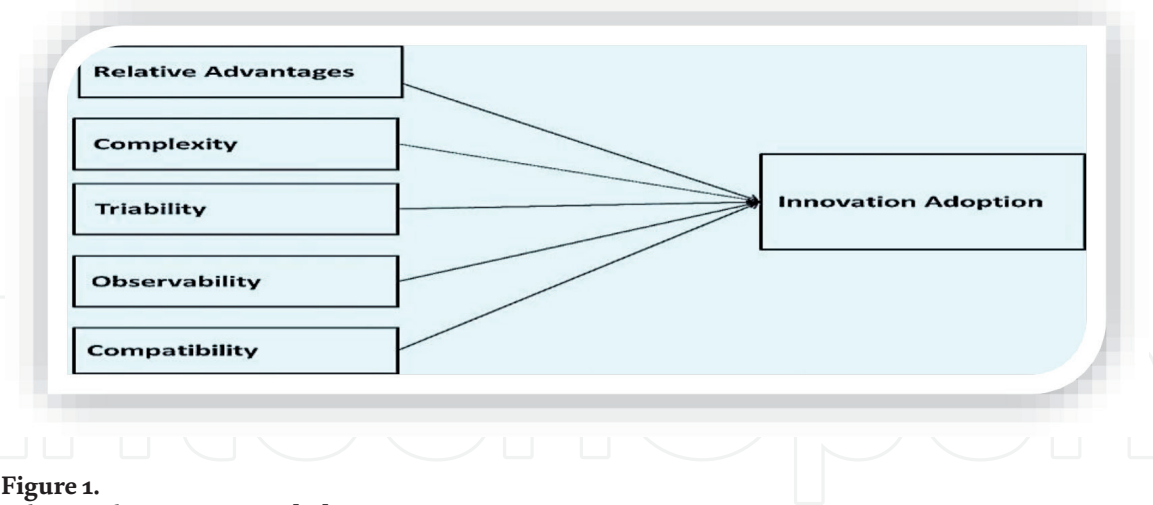 Relative Advantages
Complexity
Triability
Observability
Compatibility
Innovation Adoption
Figure 1.